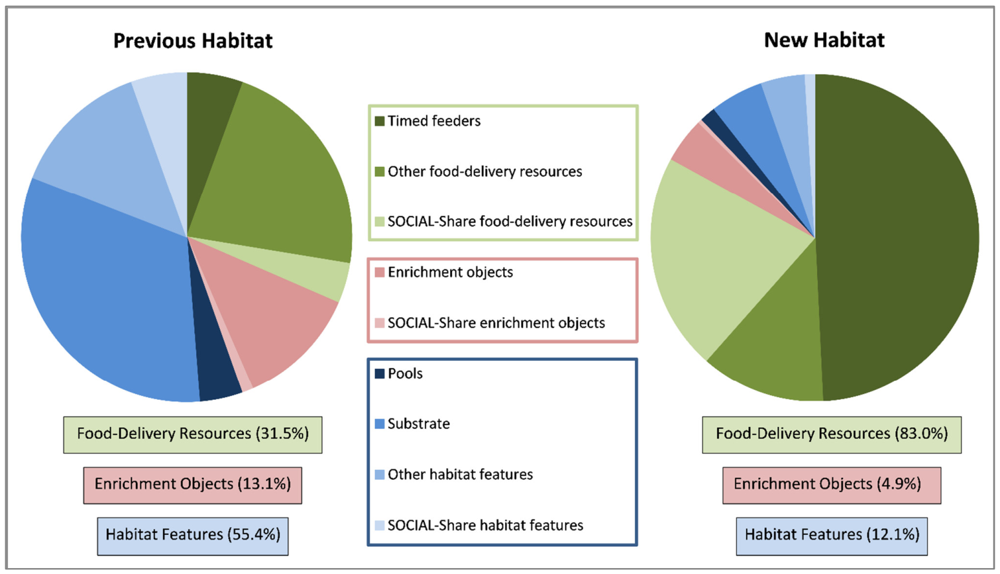 Previous Habitat
New Habitat
Timed feeders
Other food-delivery resources
SOCIAL-Share food-delivery resources
Enrichment objects
SOCIAL-Share enrichment objects
Pools
Substrate
Other habitat features
SOCIAL-Share habitat features
Food-Delivery Resources (31.5%)
Enrichment Objects (13.1%)
Habitat Features (55.4%)
Food-Delivery Resources (83.0%)
Enrichment Objects (4.9%)
Habitat Features (12.1%)